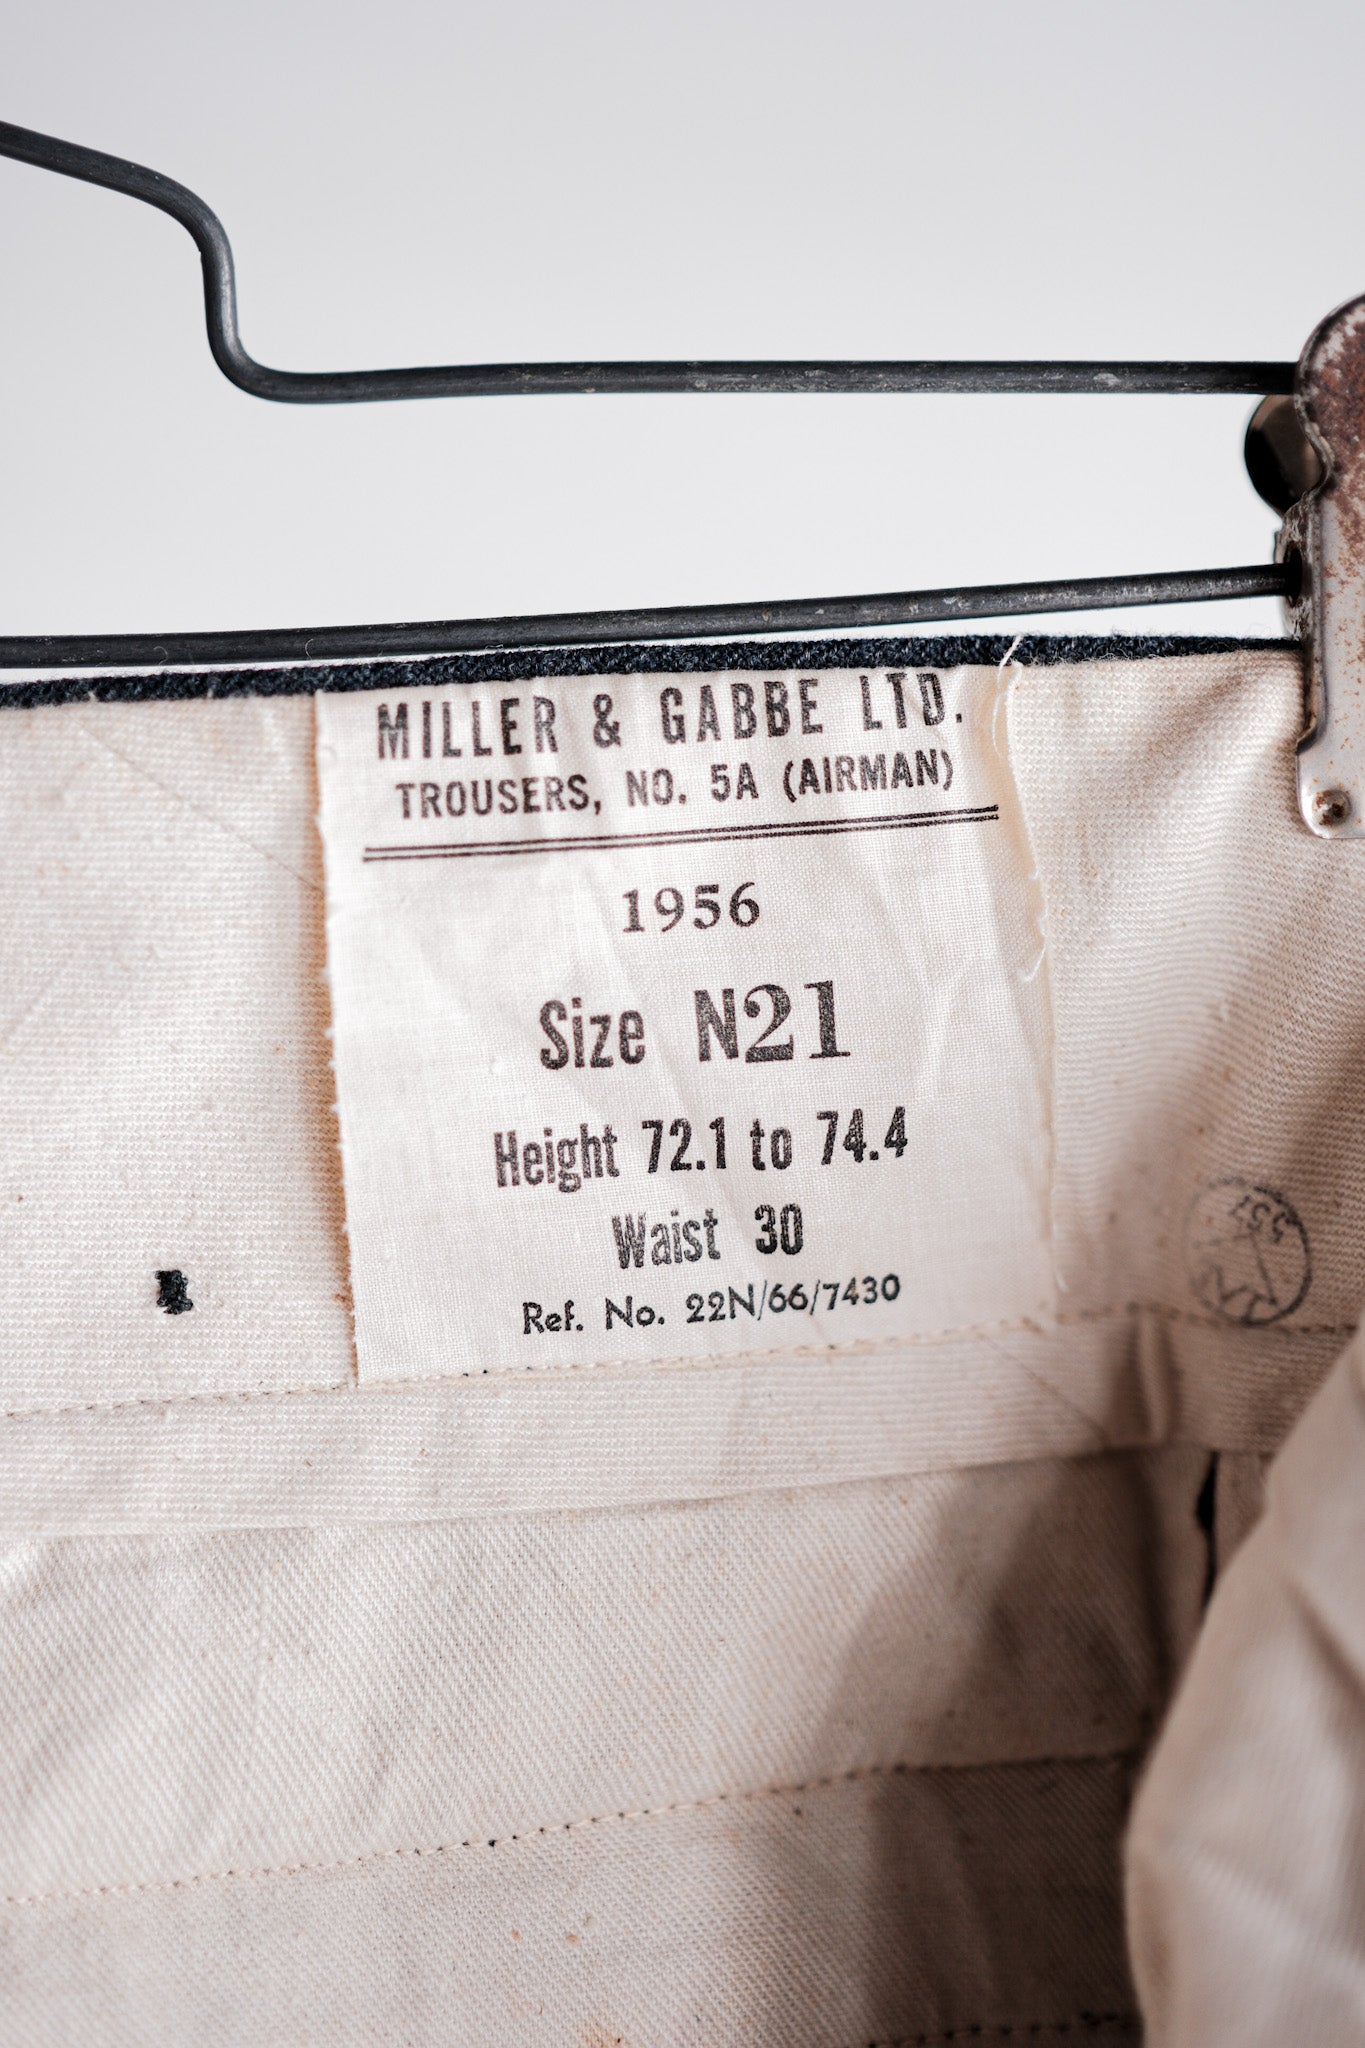 MILLER & GABBE LTD.
TROUSERS, NO. 5A (AIRMAN)
1956
Size N21
Height 72.1 to 74.4
Waist 30
Ref. No. 22N/66/7430